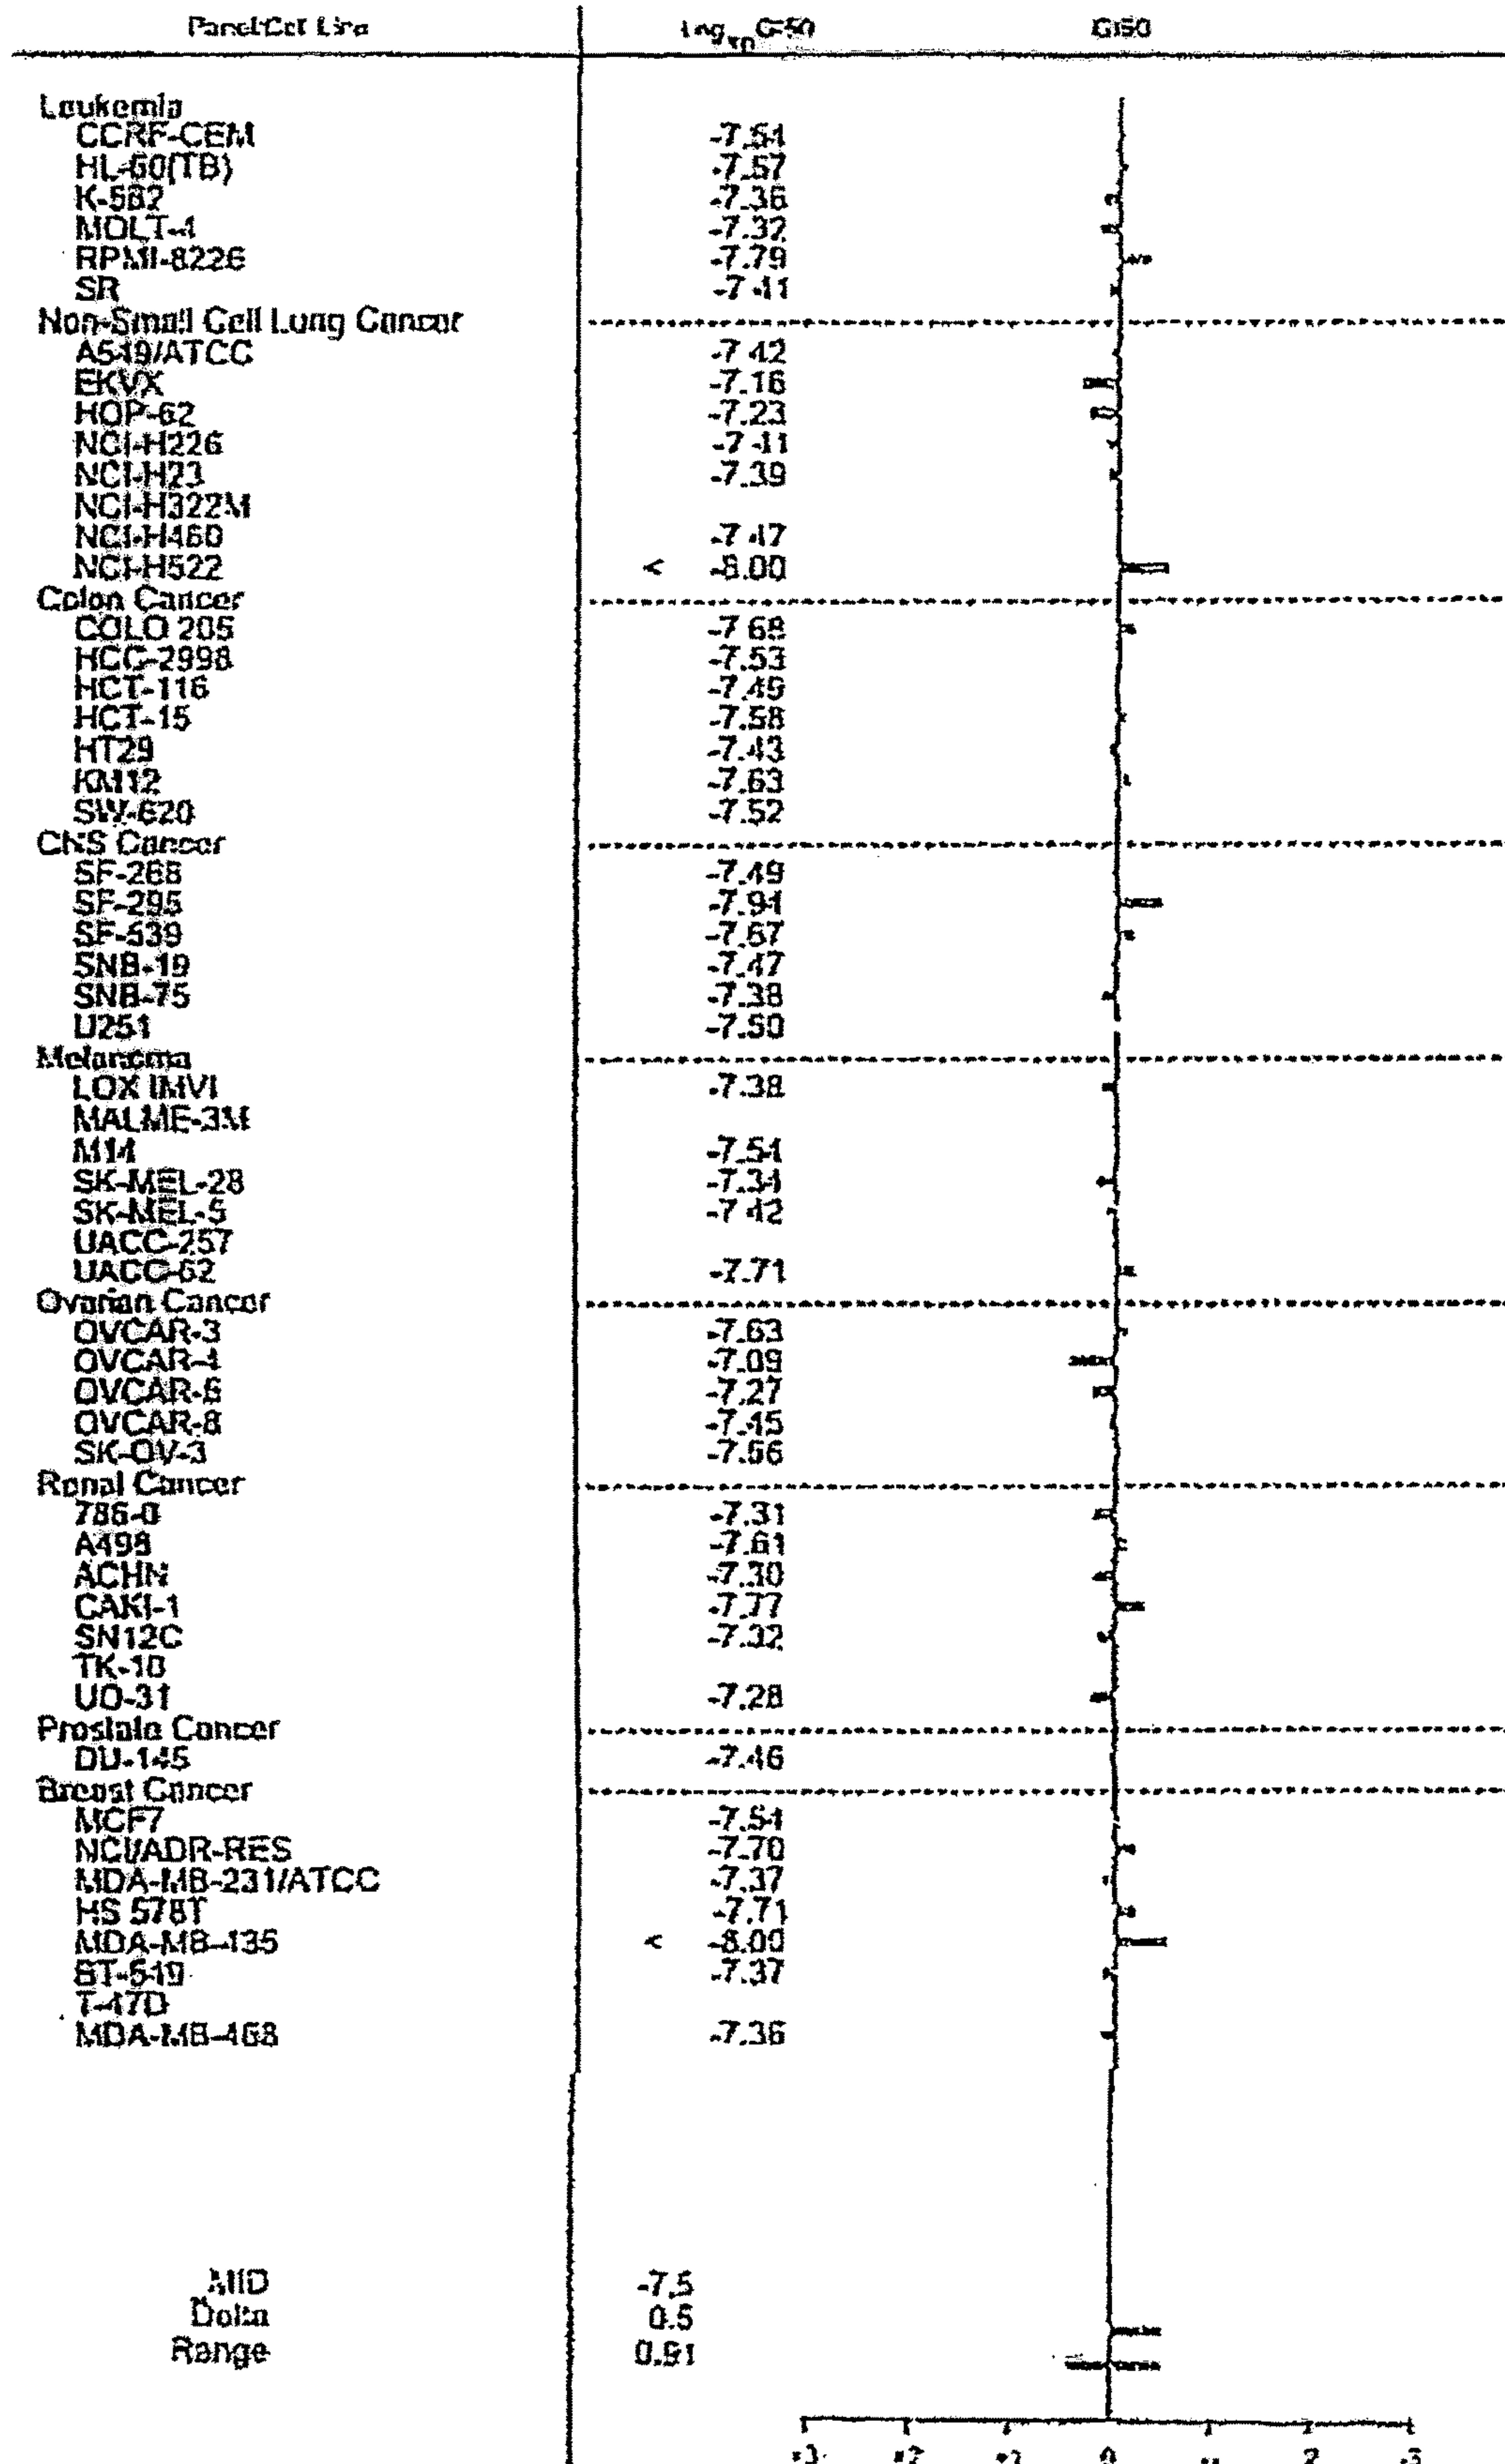 Panel/Cell Line Log10 GI50 GI50
Leukemia
CCRF-CEM -7.54
HL-60(TB) -7.57
K-562 -7.36
MOLT-4 -7.32
RPMI-8226 -7.79
SR -7.41
Non-Small Cell Lung Cancer
A549/ATCC -7.42
EKVX -7.16
HOP-62 -7.23
NCI-H226 -7.41
NCI-H23 -7.39
NCI-H322M
NCI-H460 -7.47
NCI-H522 < -8.00
Colon Cancer
COLO 205 -7.68
HCC-2998 -7.53
HCT-116 -7.49
HCT-15 -7.58
HT29 -7.43
KM12 -7.63
SW-620 -7.52
CNS Cancer
SF-268 -7.49
SF-295 -7.94
SF-539 -7.67
SNB-19 -7.47
SNB-75 -7.38
U251 -7.50
Melanoma
LOX IMVI -7.38
MALME-3M
M14 -7.54
SK-MEL-28 -7.34
SK-MEL-5 -7.42
UACC-257
UACC-62 -7.71
Ovarian Cancer
OVCAR-3 -7.63
OVCAR-4 -7.09
OVCAR-5 -7.27
OVCAR-8 -7.45
SK-OV-3 -7.56
Renal Cancer
786-0 -7.31
A498 -7.61
ACHN -7.30
CAKI-1 -7.77
SN12C -7.32
TK-10
UO-31 -7.28
Prostate Cancer
DU-145 -7.46
Breast Cancer
MCF7 -7.54
NCI/ADR-RES -7.70
MDA-MB-231/ATCC -7.37
HS 578T -7.71
MDA-MB-435 < -8.00
BT-549 -7.37
T-47D
MDA-MB-468 -7.36
MID -7.5
Delta 0.5
Range 0.91
+3 +2 +1 0 -1 -2 -3